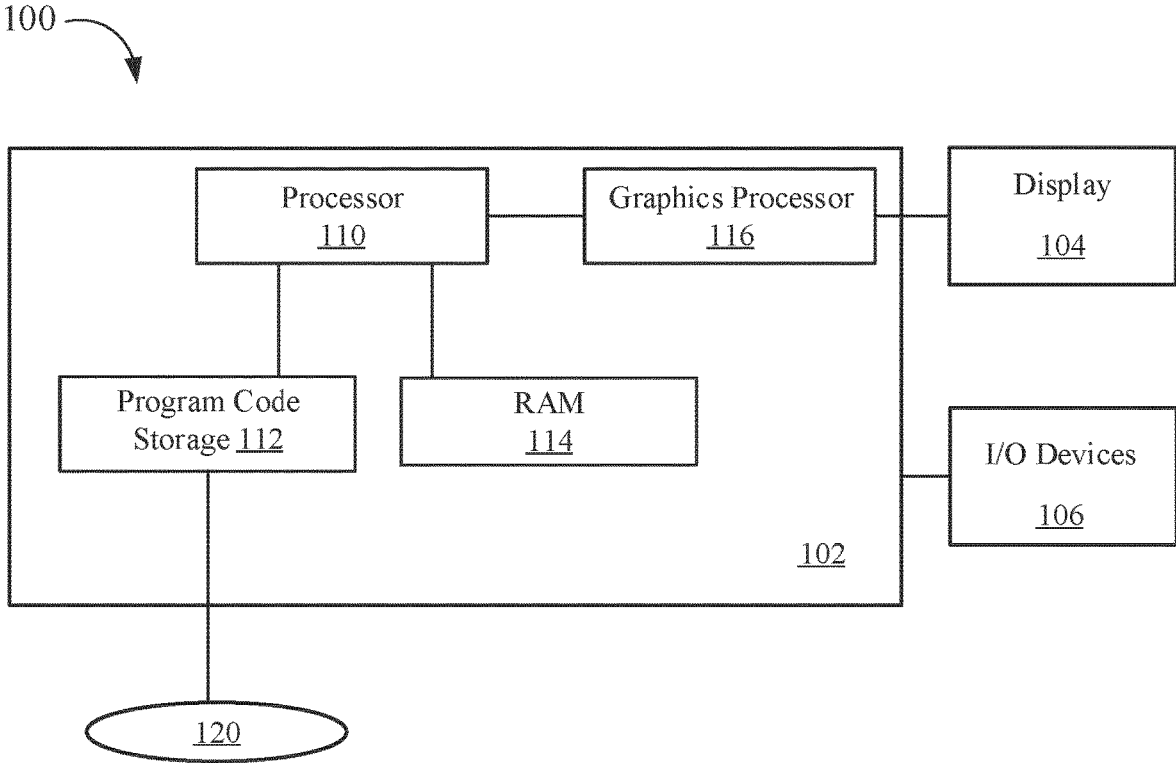 100
Processor
110
Graphics Processor
116
Display
104
Program Code
Storage 112
RAM
114
I/O Devices
106
102
120